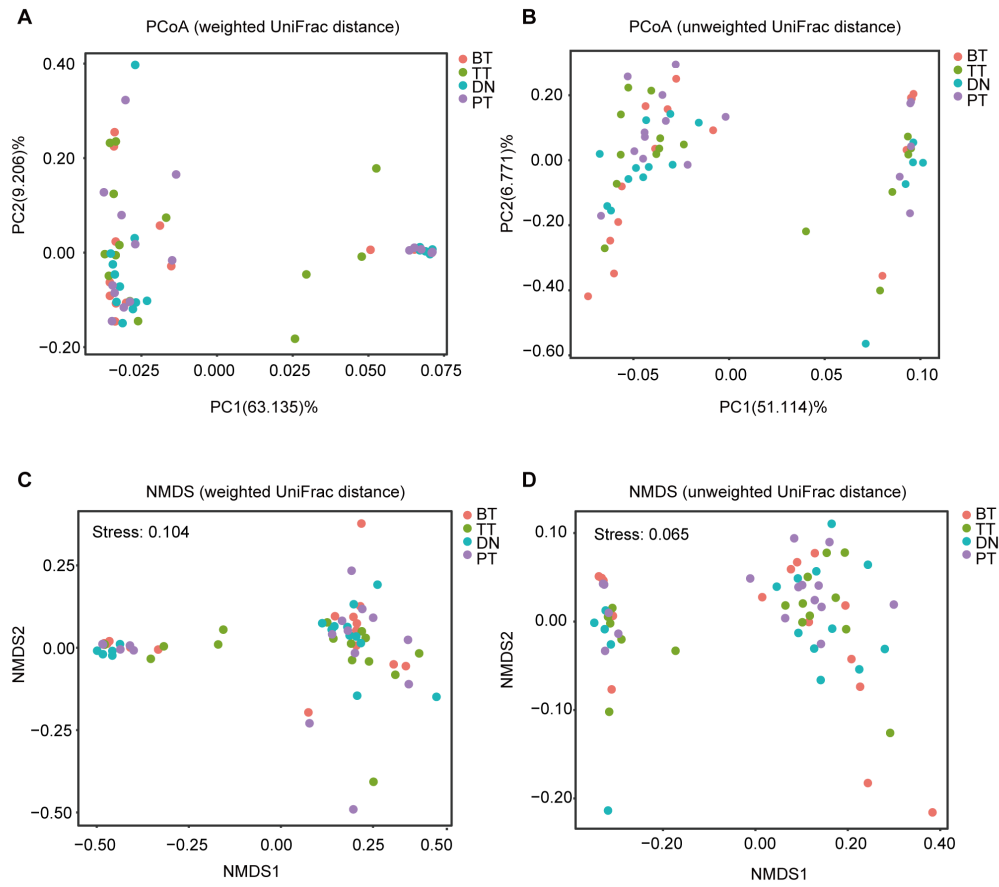 A
PCoA (weighted UniFrac distance)
BT
TT
DN
PT
0.40
0.20
0.00
−0.20
PC2(9.206)%
−0.025
0.000
0.025
0.050
0.075
PC1(63.135)%
B
PCoA (unweighted UniFrac distance)
BT
TT
DN
PT
0.20
0.00
−0.20
−0.40
−0.60
PC2(6.771)%
−0.05
0.00
0.05
0.10
PC1(51.114)%
C
NMDS (weighted UniFrac distance)
Stress: 0.104
BT
TT
DN
PT
0.25
0.00
−0.25
−0.50
NMDS2
−0.50
−0.25
0.00
0.25
0.50
NMDS1
D
NMDS (unweighted UniFrac distance)
Stress: 0.065
BT
TT
DN
PT
0.10
0.00
−0.10
−0.20
NMDS2
−0.20
0.00
0.20
0.40
NMDS1